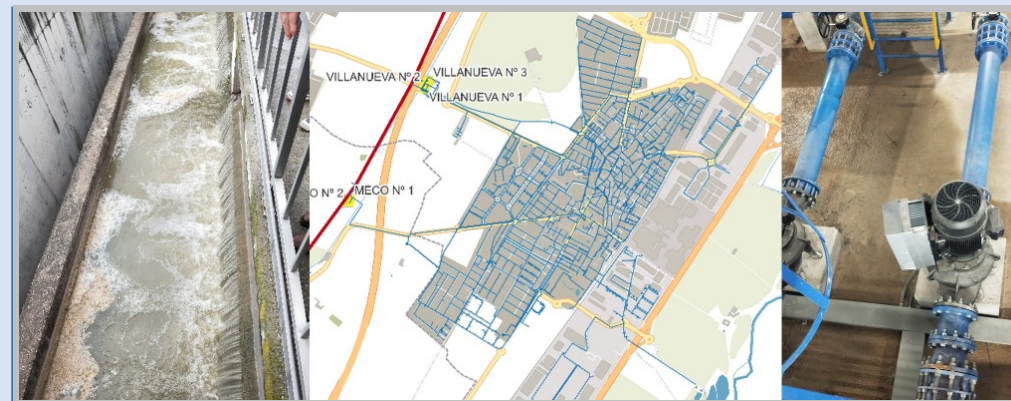 VILLANUEVA Nº 2
VILLANUEVA Nº 3
VILLANUEVA Nº 1
O Nº 2
MECO Nº 1